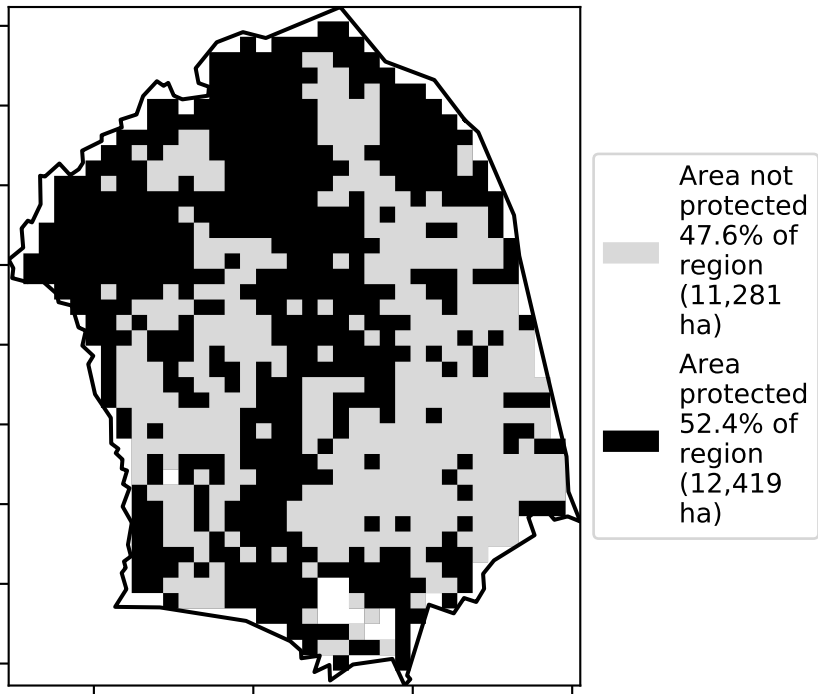 Area not
protected
47.6% of
region
(11,281
ha)
Area
protected
52.4% of
region
(12,419
ha)